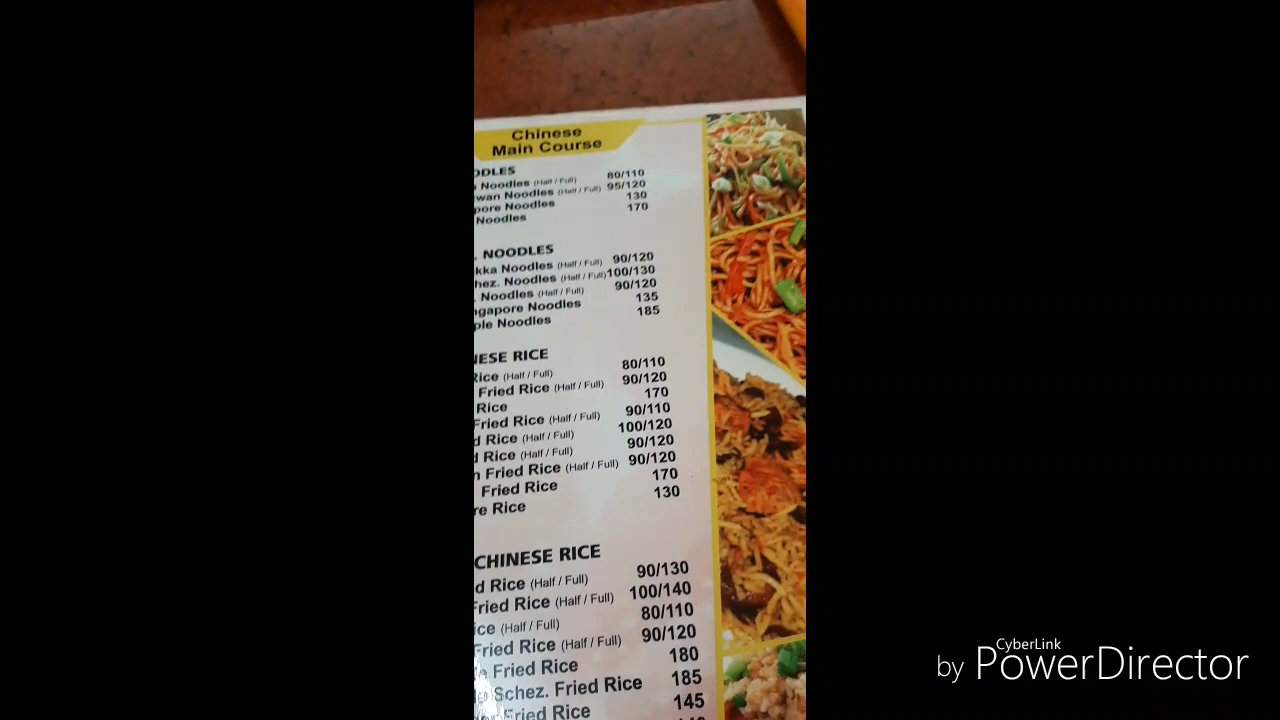 Chinese
Main Course
ODLES
Noodles (Half / Full) 80/110
wan Noodles (Half / Full) 95/120
pore Noodles 130
Noodles 170
. NOODLES
kka Noodles (Half / Full) 90/120
hez. Noodles (Half / Full) 100/130
. Noodles (Half / Full) 90/120
ngapore Noodles 135
ple Noodles 185
NESE RICE
Rice (Half / Full) 80/110
Fried Rice (Half / Full) 90/120
Rice 170
Fried Rice (Half / Full) 90/110
d Rice (Half / Full) 100/120
d Rice (Half / Full) 90/120
n Fried Rice (Half / Full) 90/120
Fried Rice 170
re Rice 130
CHINESE RICE
d Rice (Half / Full) 90/130
Fried Rice (Half / Full) 100/140
ice (Half / Full) 80/110
Fried Rice (Half / Full) 90/120
Fried Rice 180
Schez. Fried Rice 185
Fried Rice 145
CyberLink
by PowerDirector